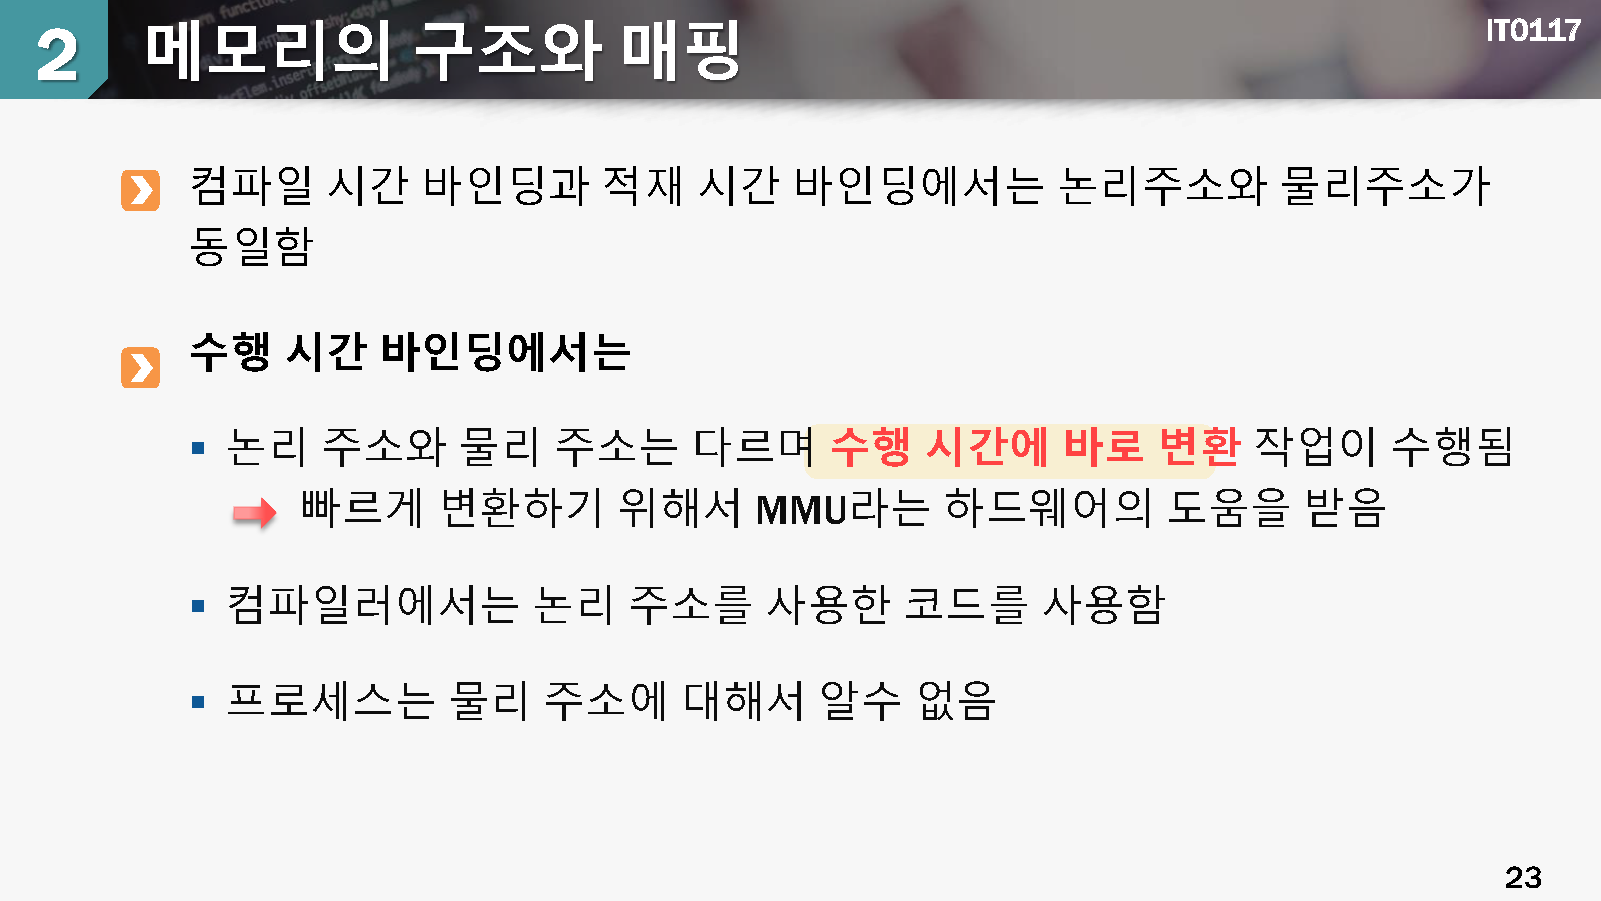 2 메모리의 구조와 매핑
IT0117
컴파일 시간 바인딩과 적재 시간 바인딩에서는 논리주소와 물리주소가
동일함
수행 시간 바인딩에서는
▪ 논리 주소와 물리 주소는 다르며 수행 시간에 바로 변환 작업이 수행됨
➡ 빠르게 변환하기 위해서 MMU라는 하드웨어의 도움을 받음
▪ 컴파일러에서는 논리 주소를 사용한 코드를 사용함
▪ 프로세스는 물리 주소에 대해서 알수 없음
23